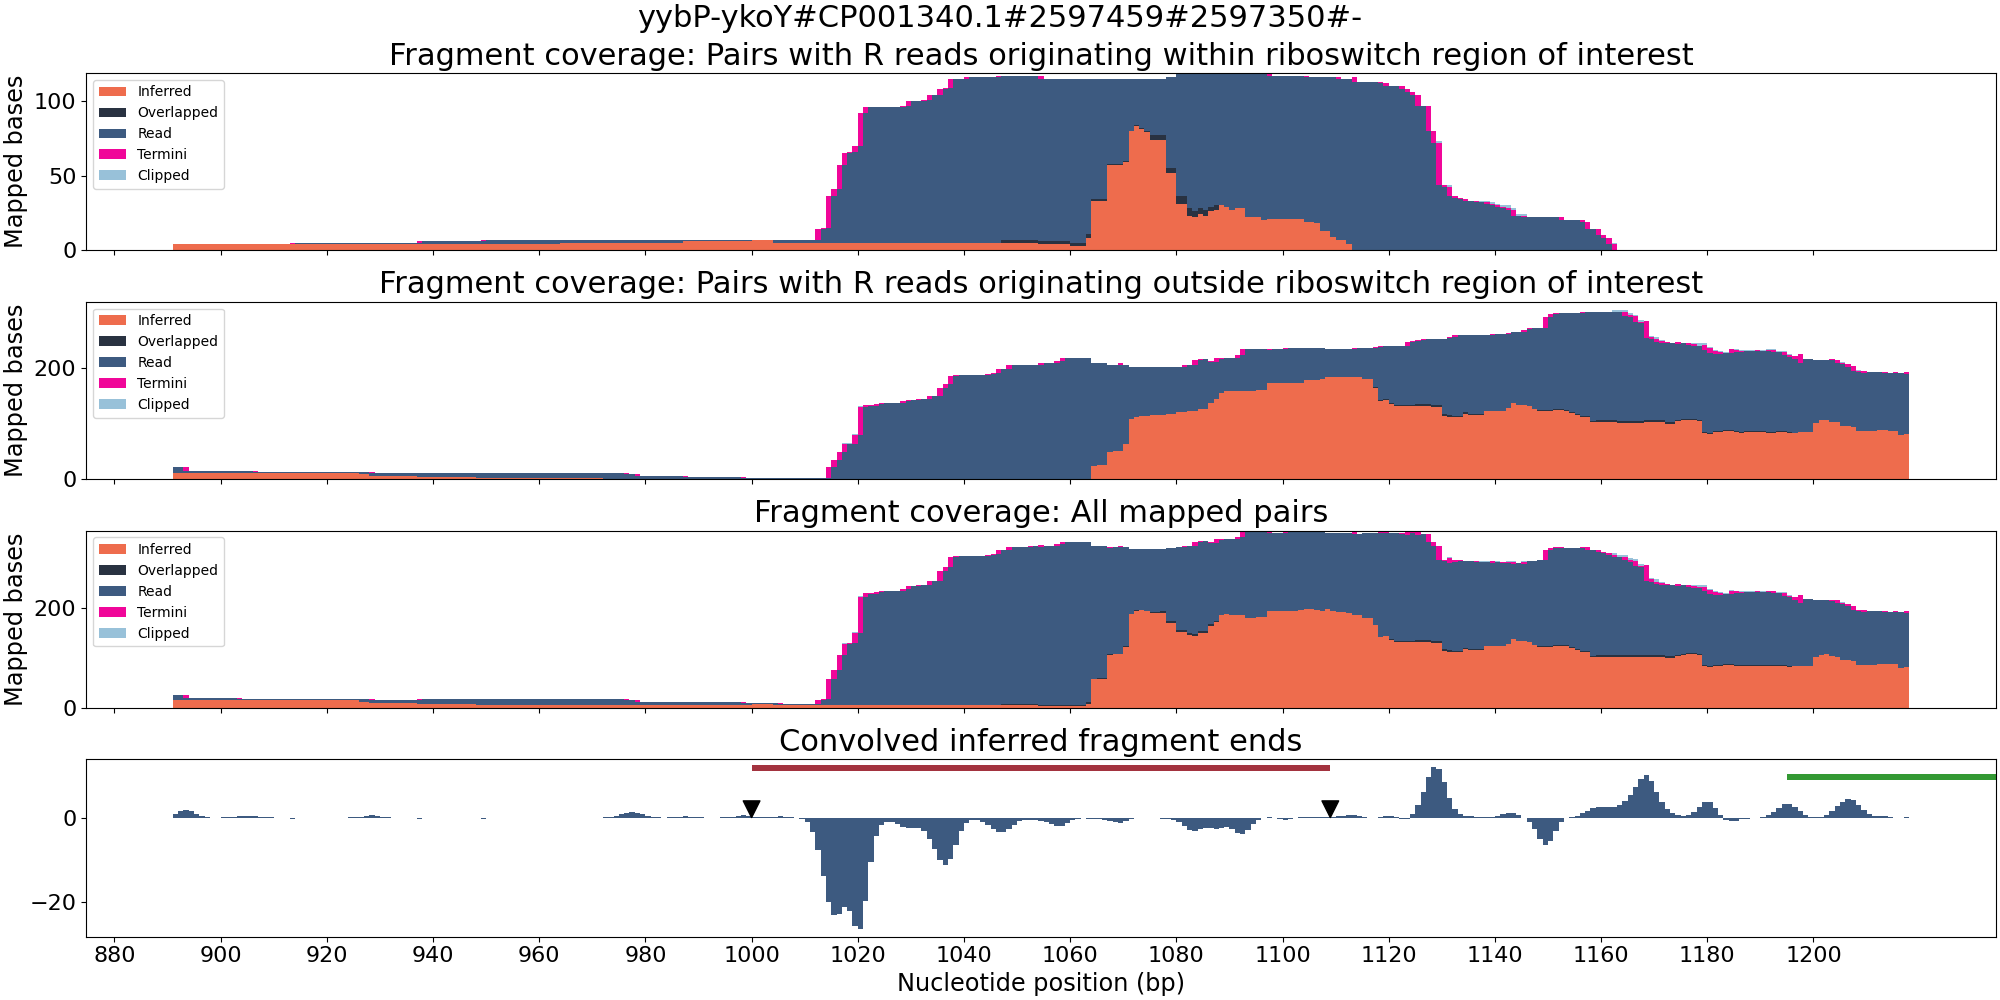 yybP-ykoY#CP001340.1#2597459#2597350#-
Fragment coverage: Pairs with R reads originating within riboswitch region of interest
Mapped bases
100
50
0
Inferred
Overlapped
Read
Termini
Clipped
Fragment coverage: Pairs with R reads originating outside riboswitch region of interest
Mapped bases
200
0
Inferred
Overlapped
Read
Termini
Clipped
Fragment coverage: All mapped pairs
Mapped bases
200
0
Inferred
Overlapped
Read
Termini
Clipped
Convolved inferred fragment ends
0
−20
880 900 920 940 960 980 1000 1020 1040 1060 1080 1100 1120 1140 1160 1180 1200
Nucleotide position (bp)